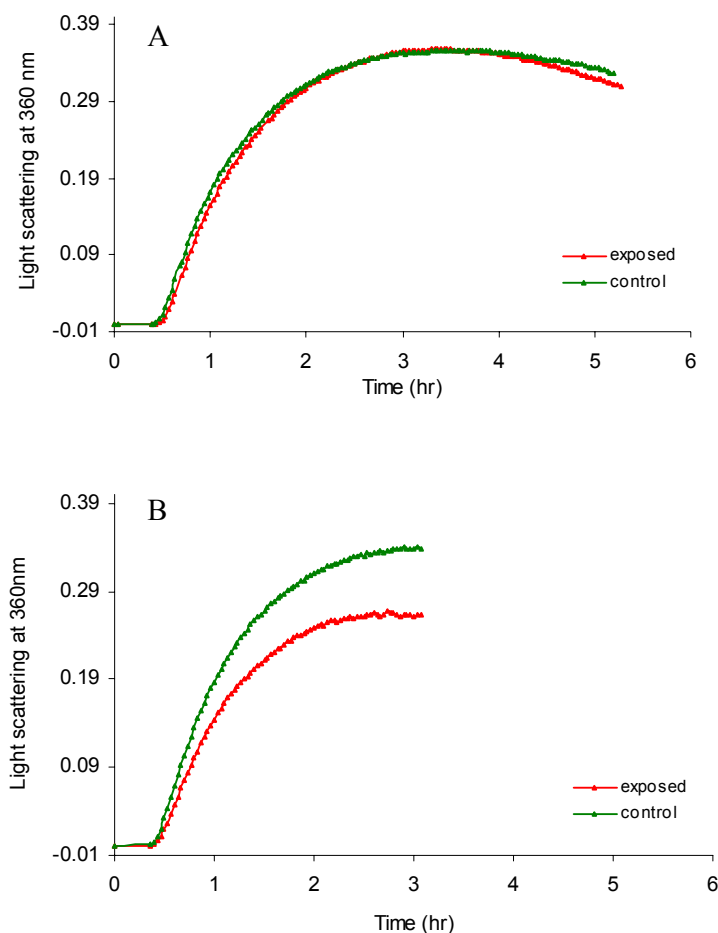 A
Light scattering at 360 nm
0.39
0.29
0.19
0.09
-0.01
exposed
control
0 1 2 3 4 5 6
Time (hr)
B
Light scattering at 360nm
0.39
0.29
0.19
0.09
-0.01
exposed
control
0 1 2 3 4 5 6
Time (hr)